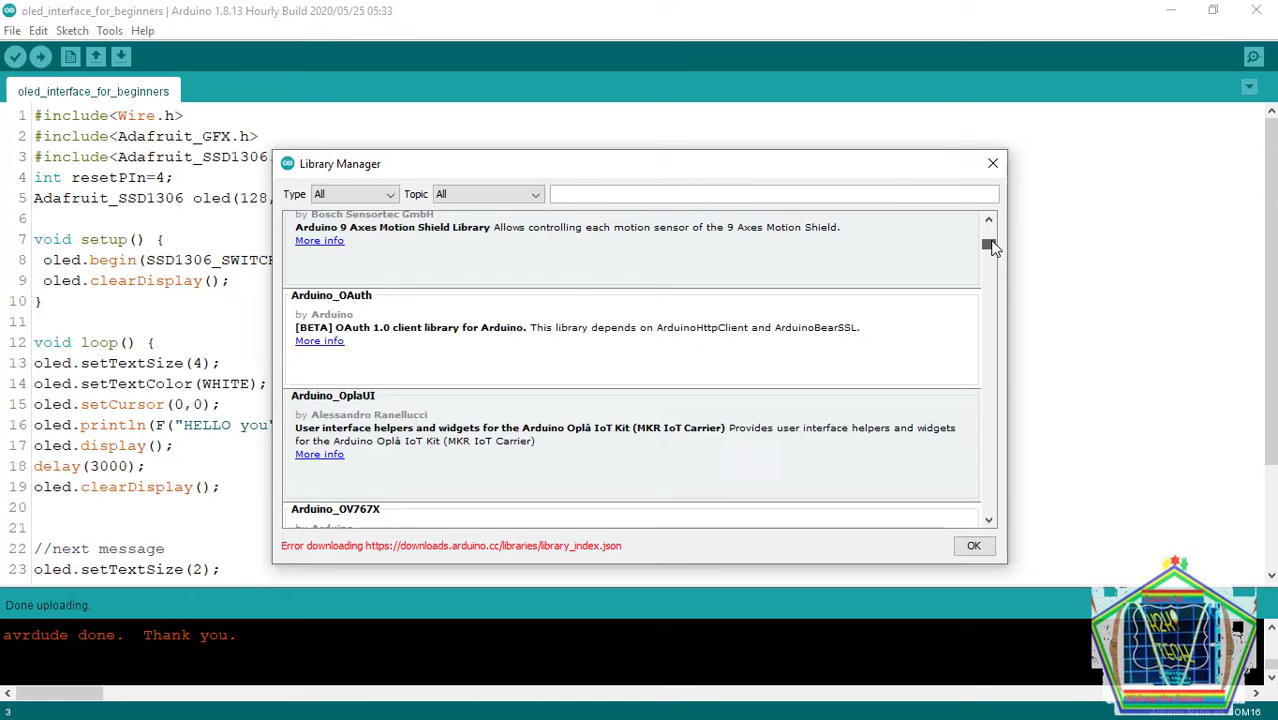 oled_interface_for_beginners | Arduino 1.8.13 Hourly Build 2020/05/25 05:33
File Edit Sketch Tools Help
oled_interface_for_beginners
1 #include<Wire.h>
2 #include<Adafruit_GFX.h>
3 #include<Adafruit_SSD1306.
4 int resetPIn=4;
5 Adafruit_SSD1306 oled(128,
6
7 void setup() {
8 oled.begin(SSD1306_SWITCH
9 oled.clearDisplay();
10 }
11
12 void loop() {
13 oled.setTextSize(4);
14 oled.setTextColor(WHITE);
15 oled.setCursor(0,0);
16 oled.println(F("HELLO you"
17 oled.display();
18 delay(3000);
19 oled.clearDisplay();
20
21
22 //next message
23 oled.setTextSize(2);
Library Manager
Type All Topic All
by Bosch Sensortec GmbH
Arduino 9 Axes Motion Shield Library Allows controlling each motion sensor of the 9 Axes Motion Shield.
More info
Arduino_OAuth
by Arduino
[BETA] OAuth 1.0 client library for Arduino. This library depends on ArduinoHttpClient and ArduinoBearSSL.
More info
Arduino_OplaUI
by Alessandro Ranellucci
User interface helpers and widgets for the Arduino Oplà IoT Kit (MKR IoT Carrier) Provides user interface helpers and widgets
for the Arduino Oplà IoT Kit (MKR IoT Carrier)
More info
Arduino_OV767X
by Arduino
Error downloading https://downloads.arduino.cc/libraries/library_index.json
OK
Done uploading.
avrdude done. Thank you.
3
TECH